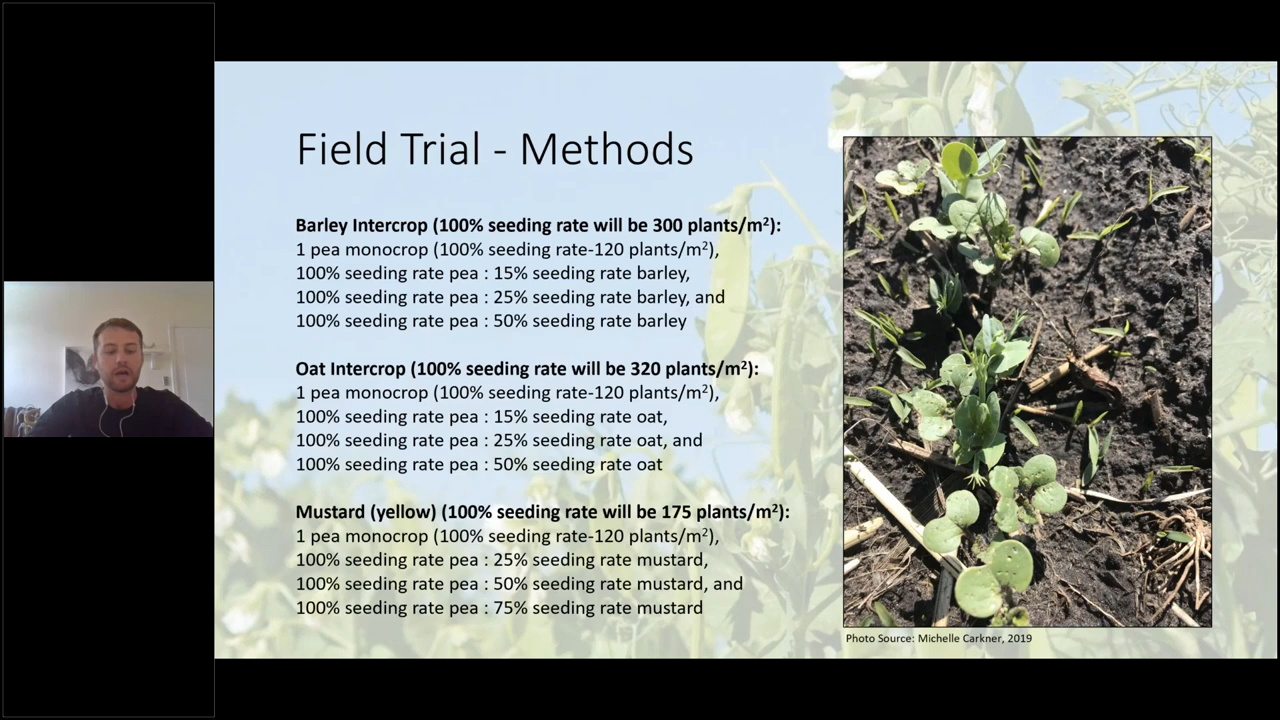 Field Trial - Methods
Barley Intercrop (100% seeding rate will be 300 plants/m²):
1 pea monocrop (100% seeding rate-120 plants/m²),
100% seeding rate pea : 15% seeding rate barley,
100% seeding rate pea : 25% seeding rate barley, and
100% seeding rate pea : 50% seeding rate barley
Oat Intercrop (100% seeding rate will be 320 plants/m²):
1 pea monocrop (100% seeding rate-120 plants/m²),
100% seeding rate pea : 15% seeding rate oat,
100% seeding rate pea : 25% seeding rate oat, and
100% seeding rate pea : 50% seeding rate oat
Mustard (yellow) (100% seeding rate will be 175 plants/m²):
1 pea monocrop (100% seeding rate-120 plants/m²),
100% seeding rate pea : 25% seeding rate mustard,
100% seeding rate pea : 50% seeding rate mustard, and
100% seeding rate pea : 75% seeding rate mustard
Photo Source: Michelle Carkner, 2019